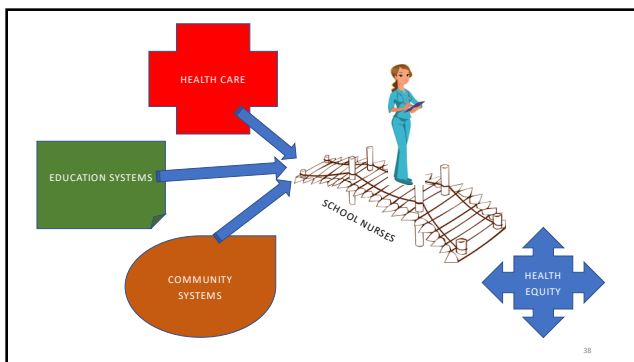 HEALTH CARE
EDUCATION SYSTEMS
SCHOOL NURSES
COMMUNITY
SYSTEMS
HEALTH
EQUITY
38